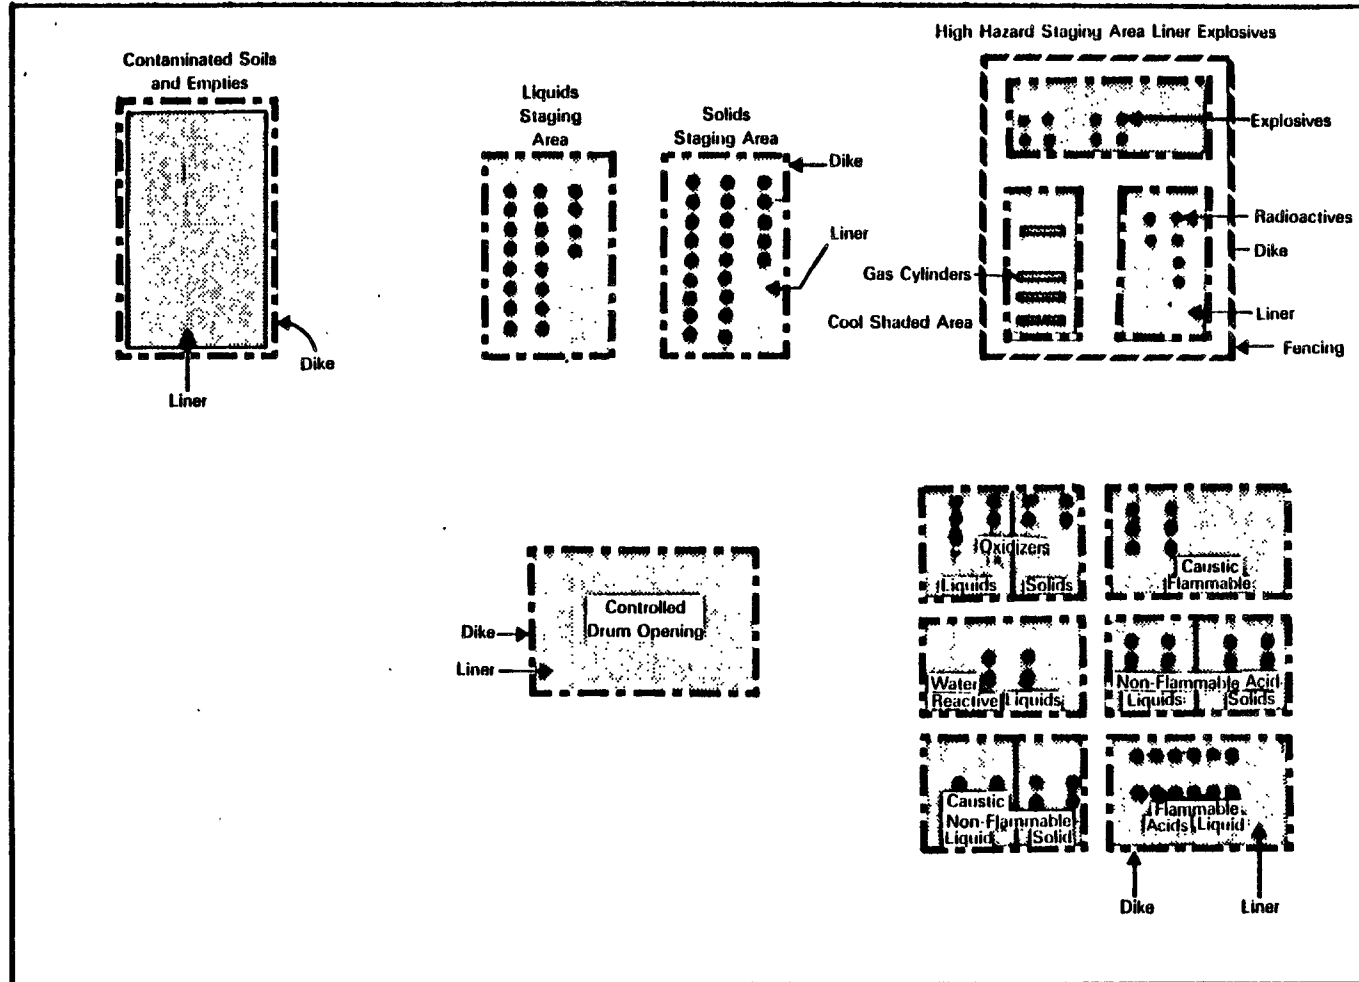 High Hazard Staging Area Liner Explosives
Contaminated Soils
and Empties
Liquids
Staging
Area
Solids
Staging Area
Dike
Liner
Explosives
Radioactives
Dike
Gas Cylinders
Liner
Cool Shaded Area
Fencing
Dike
Liner
Controlled
Drum Opening
Dike
Liner
Oxidizers
Liquids Solids
Caustic
Flammable
Water
Reactive Liquids
Non-Flammable Acid
Liquids Solids
Caustic
Non-Flammable
Liquid Solid
Flammable
Acids Liquid
Dike
Liner